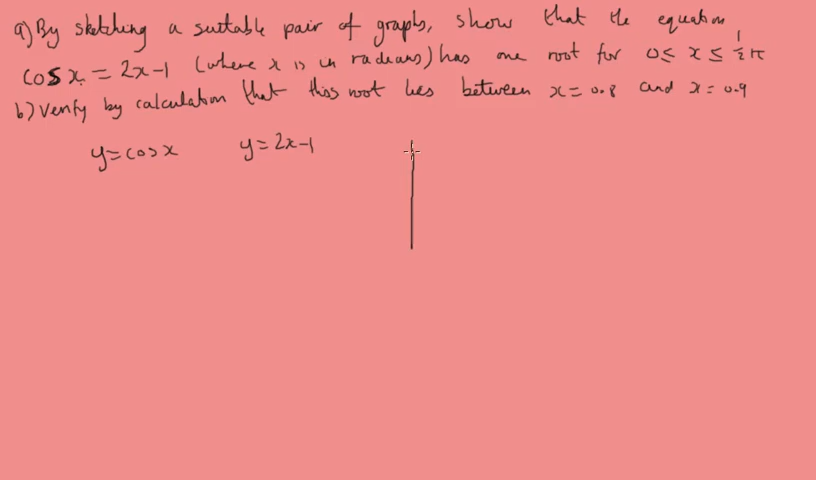 a) By sketching a suitable pair of graphs, show that the equation
cos x = 2x-1 (where x is in radians) has one root for 0 ≤ x ≤ ½π
b) Verify by calculation that this root lies between x = 0.8 and x = 0.9
y = cos x y = 2x-1